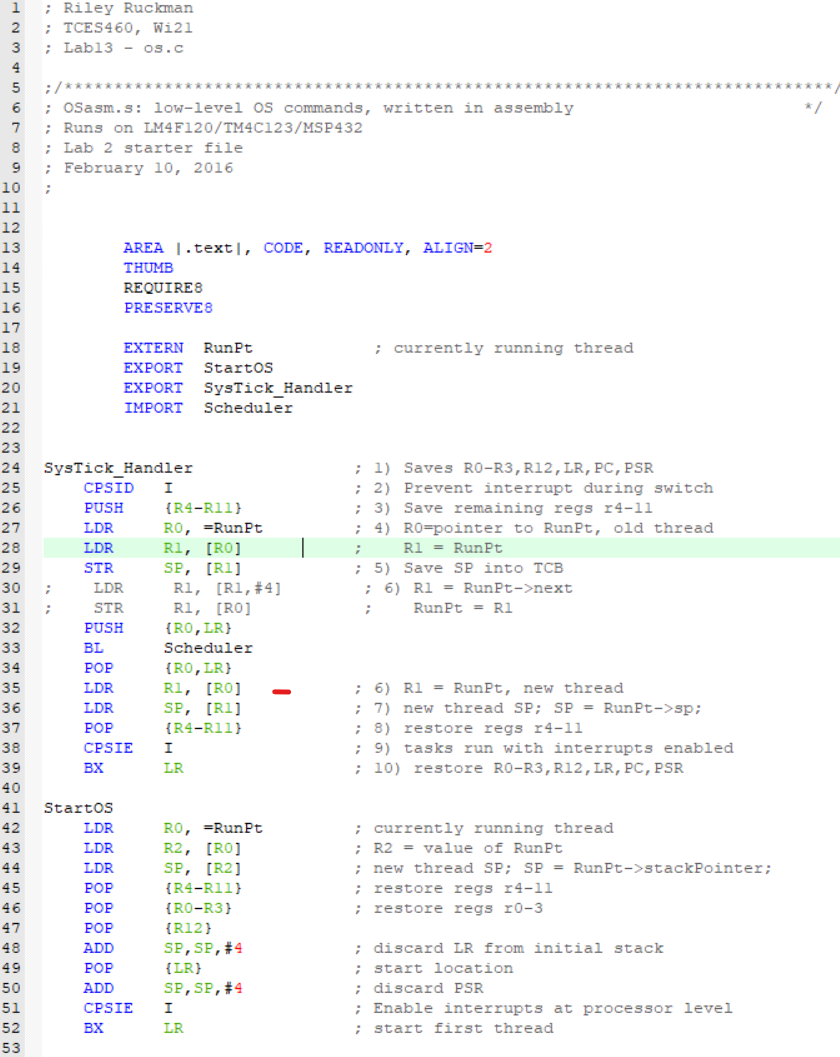 1 ; Riley Ruckman
2 ; TCES460, Wi21
3 ; Lab13 - os.c
4
5 ;/*****************************************************************************/
6 ; OSasm.s: low-level OS commands, written in assembly */
7 ; Runs on LM4F120/TM4C123/MSP432
8 ; Lab 2 starter file
9 ; February 10, 2016
10 ;
11
12
13 AREA |.text|, CODE, READONLY, ALIGN=2
14 THUMB
15 REQUIRE8
16 PRESERVE8
17
18 EXTERN RunPt ; currently running thread
19 EXPORT StartOS
20 EXPORT SysTick_Handler
21 IMPORT Scheduler
22
23
24 SysTick_Handler ; 1) Saves R0-R3,R12,LR,PC,PSR
25 CPSID I ; 2) Prevent interrupt during switch
26 PUSH {R4-R11} ; 3) Save remaining regs r4-11
27 LDR R0, =RunPt ; 4) R0=pointer to RunPt, old thread
28 LDR R1, [R0] ; R1 = RunPt
29 STR SP, [R1] ; 5) Save SP into TCB
30 ; LDR R1, [R1,#4] ; 6) R1 = RunPt->next
31 ; STR R1, [R0] ; RunPt = R1
32 PUSH {R0,LR}
33 BL Scheduler
34 POP {R0,LR}
35 LDR R1, [R0] ; 6) R1 = RunPt, new thread
36 LDR SP, [R1] ; 7) new thread SP; SP = RunPt->sp;
37 POP {R4-R11} ; 8) restore regs r4-11
38 CPSIE I ; 9) tasks run with interrupts enabled
39 BX LR ; 10) restore R0-R3,R12,LR,PC,PSR
40
41 StartOS
42 LDR R0, =RunPt ; currently running thread
43 LDR R2, [R0] ; R2 = value of RunPt
44 LDR SP, [R2] ; new thread SP; SP = RunPt->stackPointer;
45 POP {R4-R11} ; restore regs r4-11
46 POP {R0-R3} ; restore regs r0-3
47 POP {R12}
48 ADD SP,SP,#4 ; discard LR from initial stack
49 POP {LR} ; start location
50 ADD SP,SP,#4 ; discard PSR
51 CPSIE I ; Enable interrupts at processor level
52 BX LR ; start first thread
53